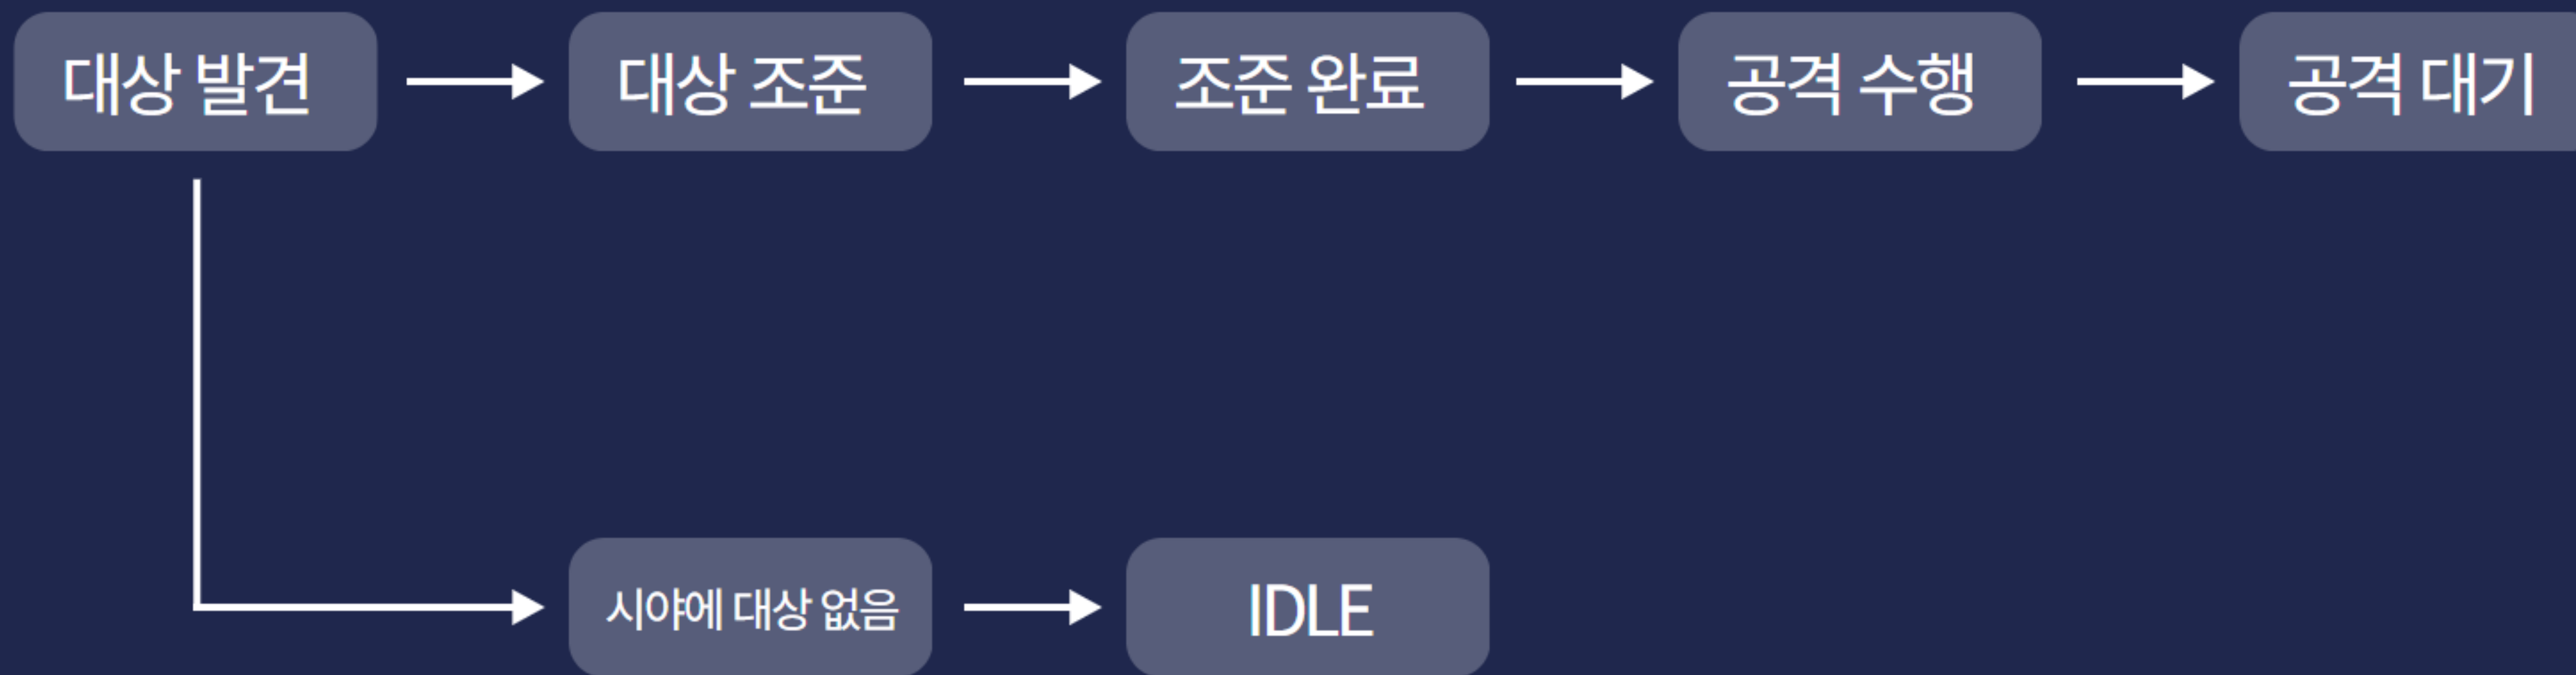 대상 발견
대상 조준
조준 완료
공격 수행
공격 대기
시야에 대상 없음
IDLE